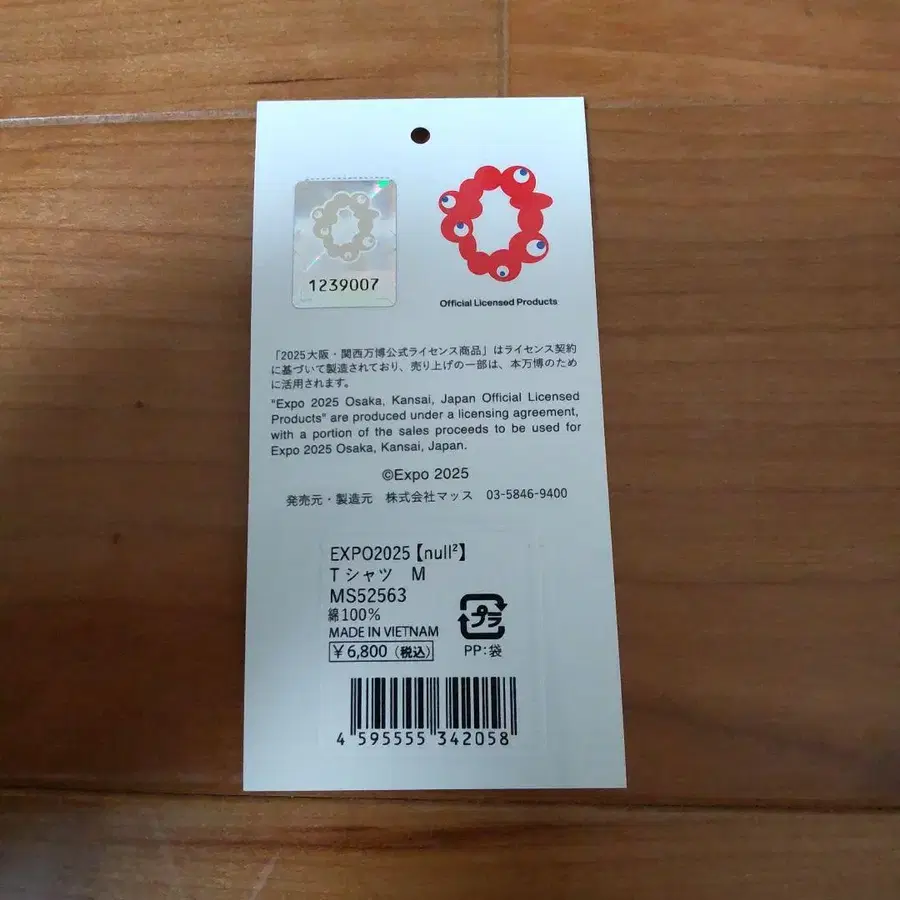 1239007
Official Licensed Products
「2025大阪・関西万博公式ライセンス商品」はライセンス契約
に基づいて製造されており、売り上げの一部は、本万博のため
に活用されます。
"Expo 2025 Osaka, Kansai, Japan Official Licensed
Products" are produced under a licensing agreement,
with a portion of the sales proceeds to be used for
Expo 2025 Osaka, Kansai, Japan.
©Expo 2025
発売元・製造元 株式会社マッス 03-5846-9400
EXPO2025【null²】
Tシャツ M
MS52563
綿100%
MADE IN VIETNAM
¥6,800（税込）
プラ
PP:袋
4 595555 342058